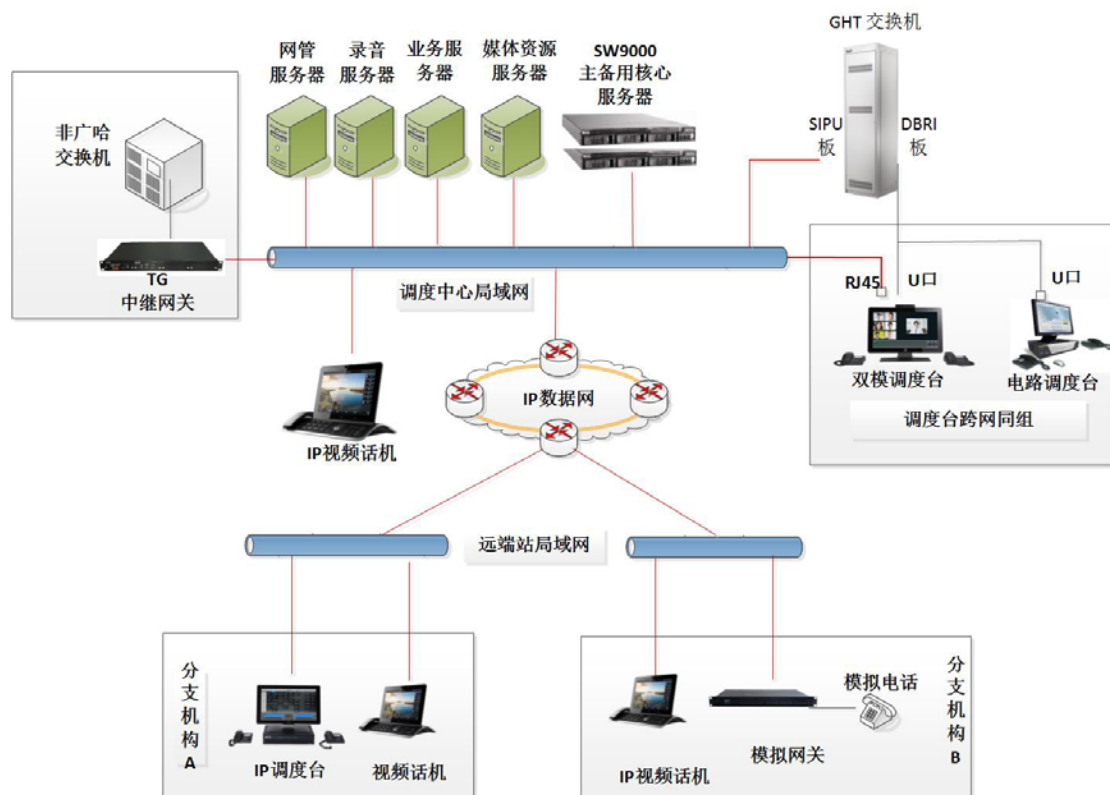 GHT 交换机
网管
服务器
录音
服务器
业务服
务器
媒体资源
服务器
SW9000
主备用核心
服务器
非广哈
交换机
SIPU
板
DBRI
板
TG
中继网关
调度中心局域网
RJ45
U口
U口
双模调度台
电路调度台
调度台跨网同组
IP数据网
IP视频话机
远端站局域网
分支机构A
IP调度台
视频话机
IP视频话机
模拟网关
模拟电话
分支机构B